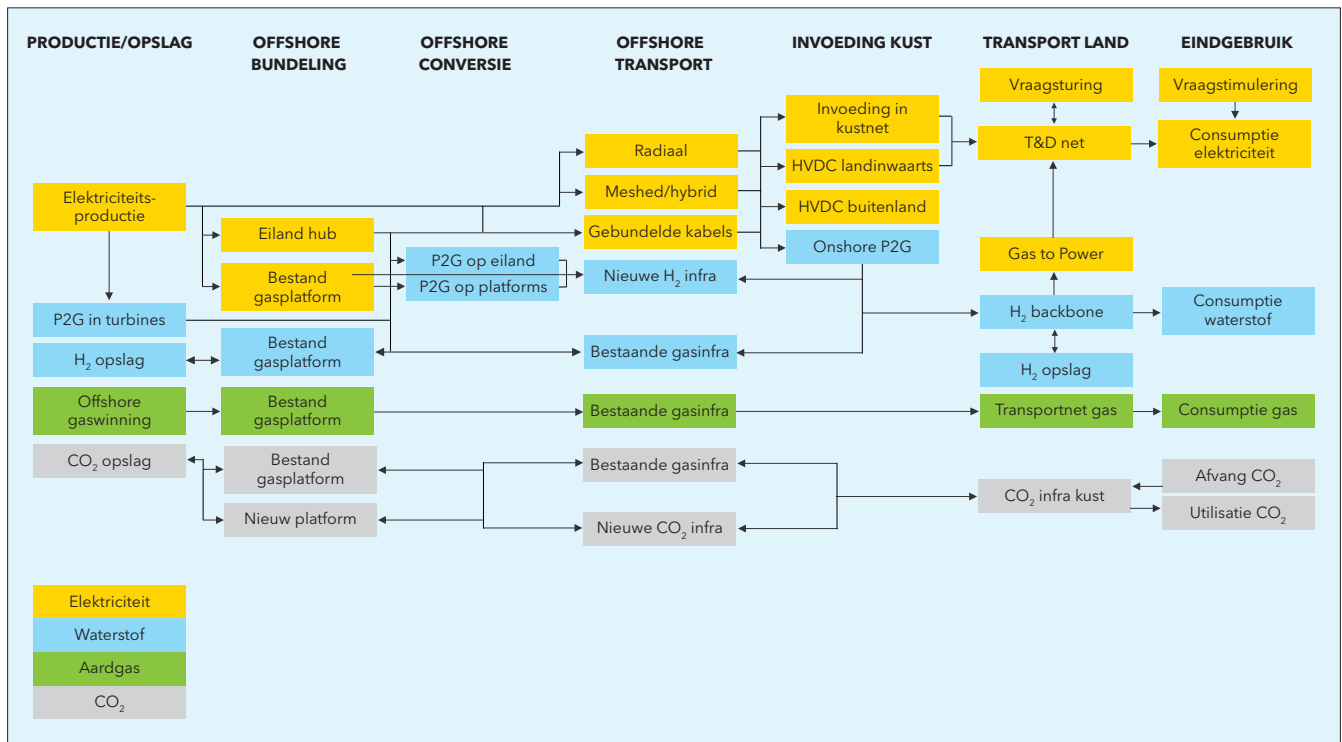 PRODUCTIE/OPSLAG
OFFSHORE
BUNDELING
OFFSHORE
CONVERSIE
OFFSHORE
TRANSPORT
INVOEDING KUST
TRANSPORT LAND
EINDGEBRUIK
Elektriciteits-
productie
P2G in turbines
H₂ opslag
Offshore
gaswinning
CO₂ opslag
Eiland hub
Bestand
gasplatform
Bestand
gasplatform
Bestand
gasplatform
Bestand
gasplatform
Nieuw platform
P2G op eiland
P2G op platforms
Radiaal
Meshed/hybrid
Gebundelde kabels
Nieuwe H₂ infra
Bestaande gasinfra
Bestaande gasinfra
Bestaande gasinfra
Nieuwe CO₂ infra
Invoeding in
kustnet
HVDC landinwaarts
HVDC buitenland
Onshore P2G
Vraagsturing
T&D net
Gas to Power
H₂ backbone
H₂ opslag
Transportnet gas
CO₂ infra kust
Vraagstimulering
Consumptie
elektriciteit
Consumptie
waterstof
Consumptie gas
Afvang CO₂
Utilisatie CO₂
Elektriciteit
Waterstof
Aardgas
CO₂